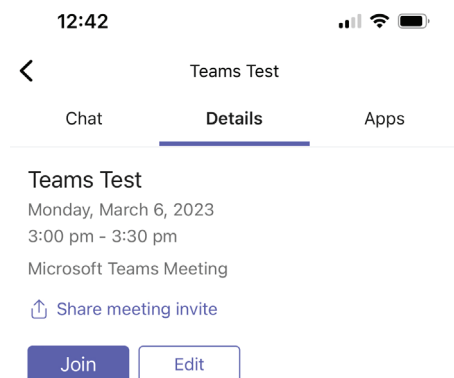 12:42
Teams Test
Chat Details Apps
Teams Test
Monday, March 6, 2023
3:00 pm - 3:30 pm
Microsoft Teams Meeting
Share meeting invite
Join Edit